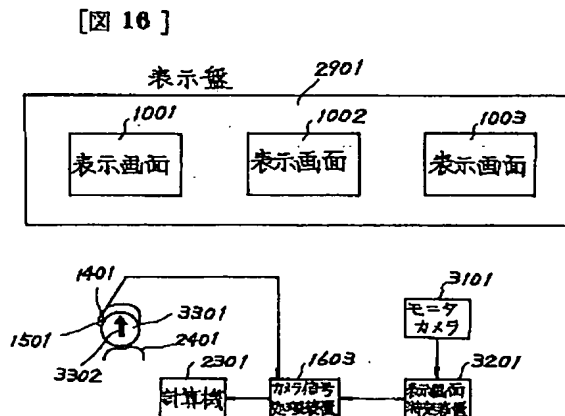 [図 16]
表示盤
2901
1001
1002
1003
表示画面
表示画面
表示画面
1401
3301
1501
2401
3302
2301
計算機
1603
カメラ信号
処理装置
3101
モニタ
カメラ
3201
表示画面
特定装置